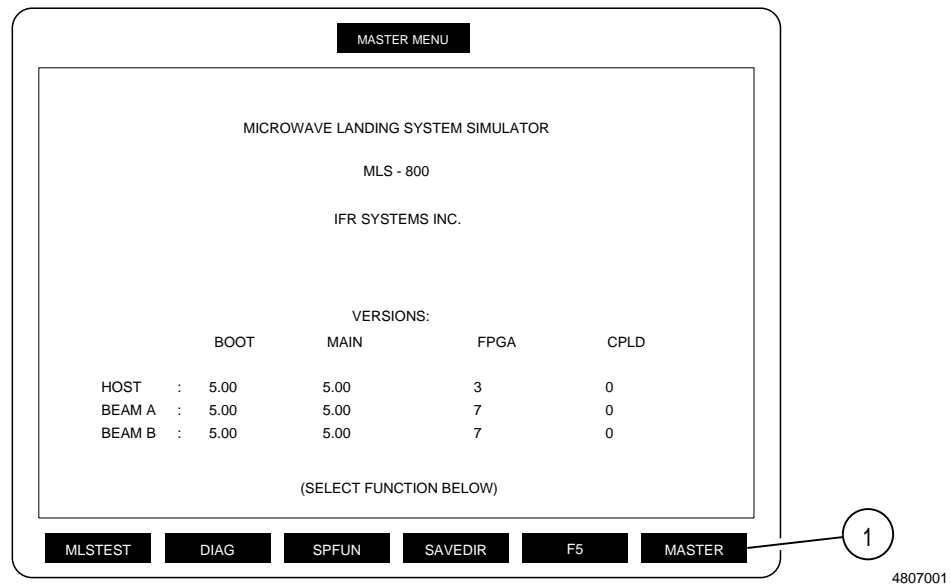 MASTER MENU
MICROWAVE LANDING SYSTEM SIMULATOR
MLS - 800
IFR SYSTEMS INC.
VERSIONS:
BOOT MAIN FPGA CPLD
HOST : 5.00 5.00 3 0
BEAM A : 5.00 5.00 7 0
BEAM B : 5.00 5.00 7 0
(SELECT FUNCTION BELOW)
MLSTEST DIAG SPFUN SAVEDIR F5 MASTER 1
4807001